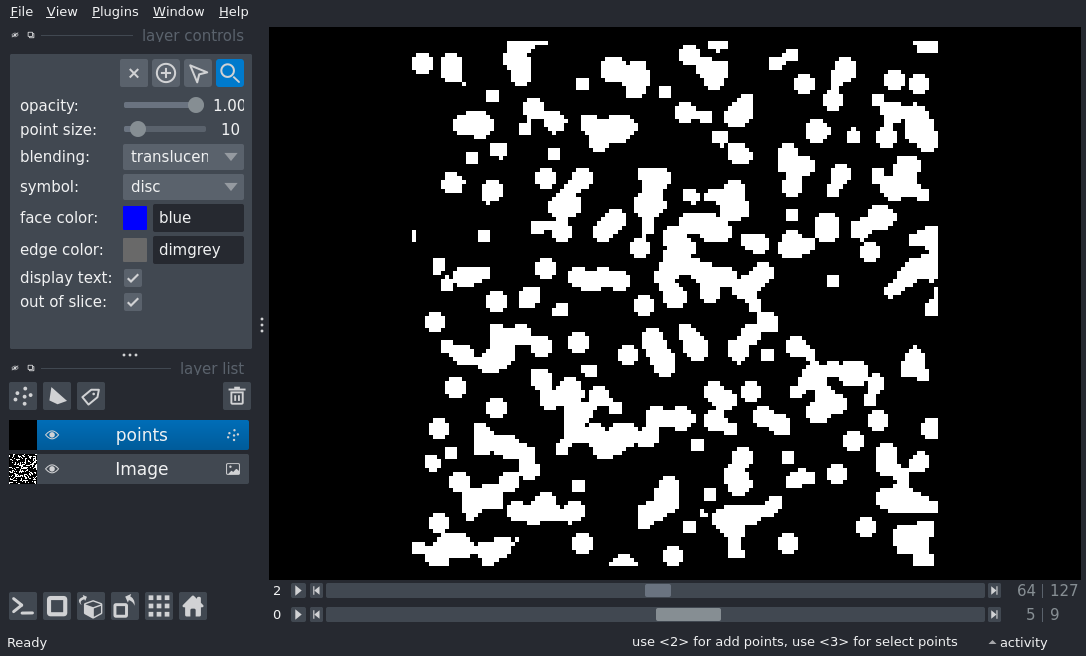 File View Plugins Window Help
layer controls
opacity: 1.00
point size: 10
blending: translucen
symbol: disc
face color: blue
edge color: dimgrey
display text:
out of slice:
layer list
points
Image
2 64 | 127
0 5 | 9
Ready use <2> for add points, use <3> for select points activity